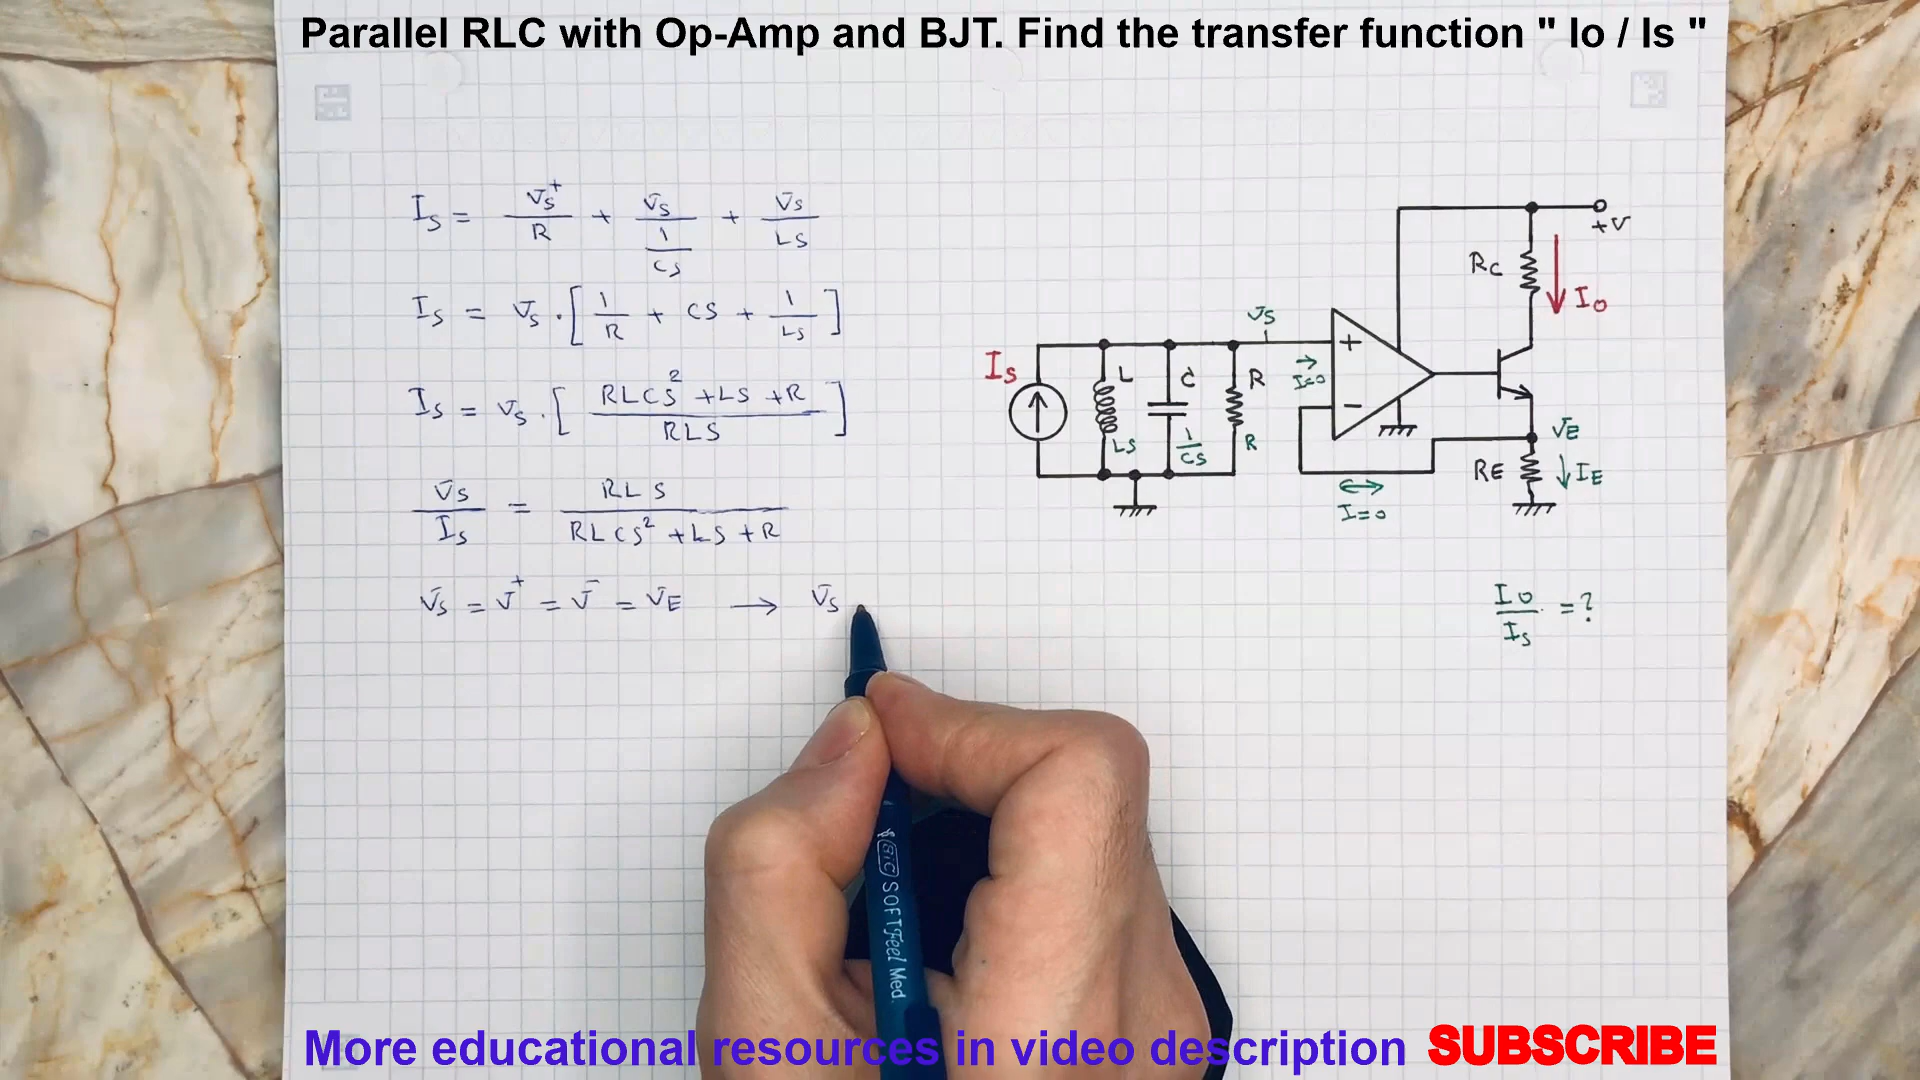 Parallel RLC with Op-Amp and BJT. Find the transfer function " Io / Is "
IS = VS+/R + VS/(1/CS) + VS/LS
IS = VS · [ 1/R + CS + 1/LS ]
IS = VS · [ RLCS² + LS + R / RLS ]
VS/IS = RLS / RLCS² + LS + R
VS = V+ = V- = VE → VS
+V
RC
IO
VS
IS
L
C
R
I=0
+
-
LS
1/CS
R
VE
RE
IE
I=0
IO/IS = ?
BIC SOFTFeel Med.
More educational resources in video description SUBSCRIBE